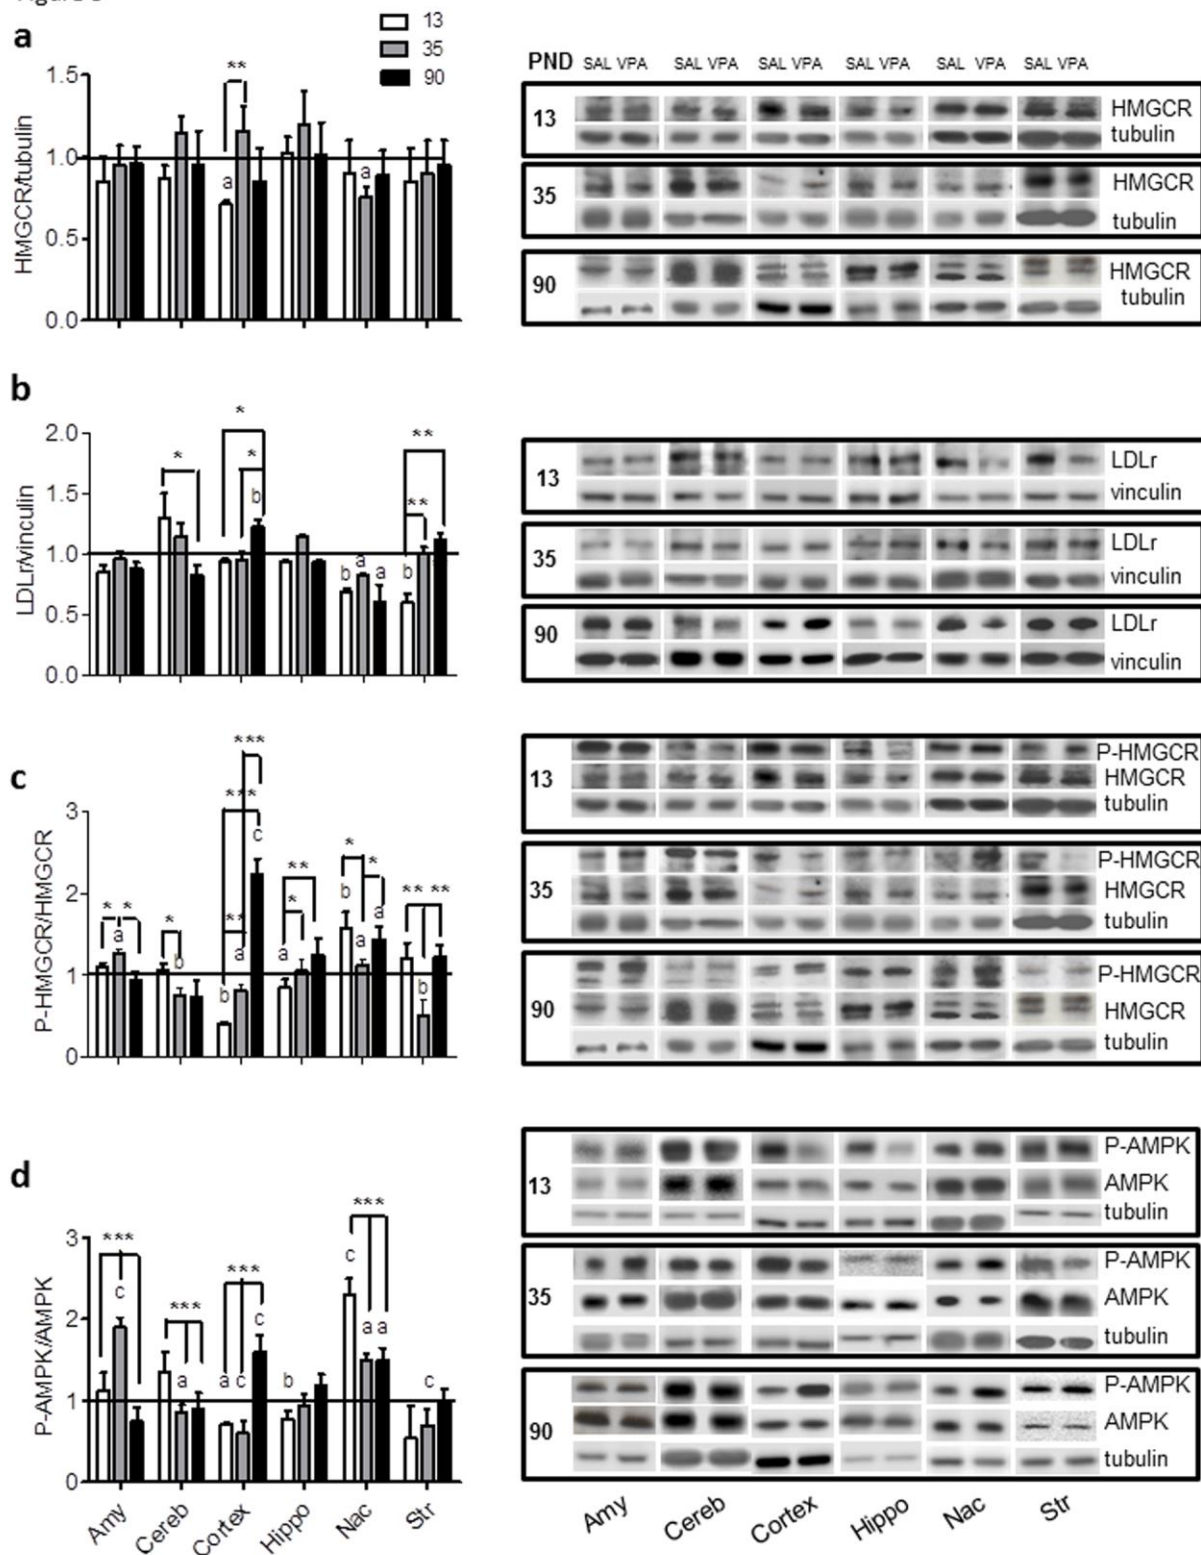 a
13
35
90
HMGCR/tubulin
1.5
1.0
0.5
0.0
**
a
a
PND SAL VPA SAL VPA SAL VPA SAL VPA SAL VPA SAL VPA
13 HMGCR
tubulin
35 HMGCR
tubulin
90 HMGCR
tubulin
b
LDLr/vinculin
2.0
1.5
1.0
0.5
0.0
*
*
*
b
b
a
a
b
**
**
13 LDLr
vinculin
35 LDLr
vinculin
90 LDLr
vinculin
c
P-HMGCR/HMGCR
3
2
1
0
* *
a
*
b
***
***
**
b
a
c
**
*
a
* *
b
a
a
** **
b
13 P-HMGCR
HMGCR
tubulin
35 P-HMGCR
HMGCR
tubulin
90 P-HMGCR
HMGCR
tubulin
d
P-AMPK/AMPK
3
2
1
0
***
c
***
a
***
a c
c
b
***
c
a a
c
Amy Cereb Cortex Hippo Nac Str
13 P-AMPK
AMPK
tubulin
35 P-AMPK
AMPK
tubulin
90 P-AMPK
AMPK
tubulin
Amy Cereb Cortex Hippo Nac Str